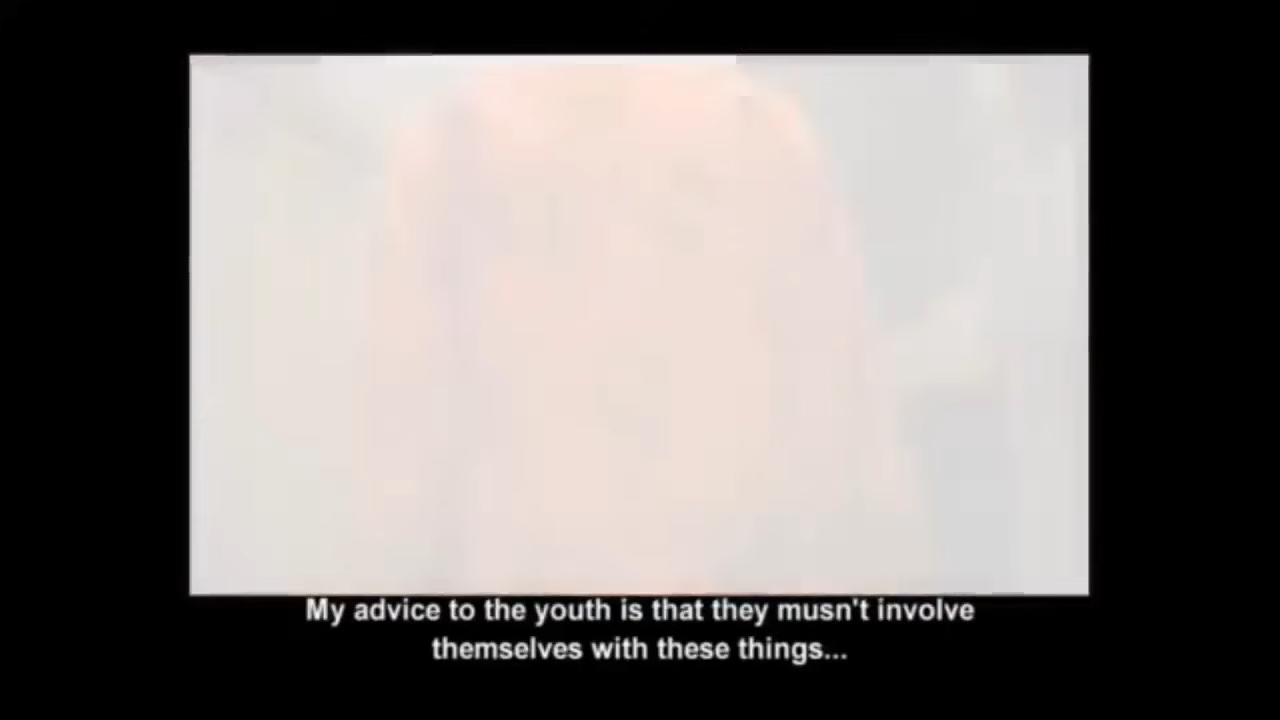 My advice to the youth is that they musn't involve
themselves with these things...